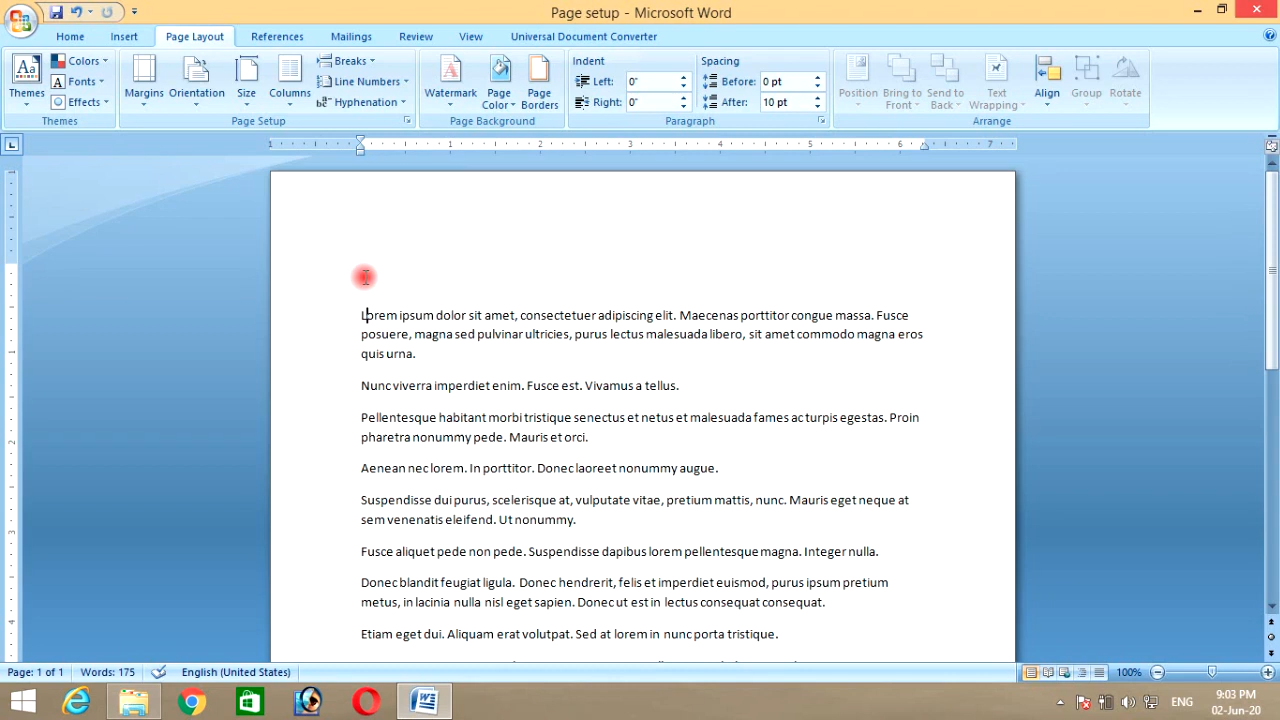 Page setup - Microsoft Word
Home Insert Page Layout References Mailings Review View Universal Document Converter
Themes
Colors
Fonts
Effects
Themes
Margins
Orientation
Size
Columns
Breaks
Line Numbers
Hyphenation
Page Setup
Watermark
Page Color
Page Borders
Page Background
Indent
Left: 0"
Right: 0"
Spacing
Before: 0 pt
After: 10 pt
Paragraph
Position
Bring to Front
Send to Back
Text Wrapping
Align
Group
Rotate
Arrange
1 1 2 3 4 5 6 7
Lorem ipsum dolor sit amet, consectetuer adipiscing elit. Maecenas porttitor congue massa. Fusce
posuere, magna sed pulvinar ultricies, purus lectus malesuada libero, sit amet commodo magna eros
quis urna.
Nunc viverra imperdiet enim. Fusce est. Vivamus a tellus.
Pellentesque habitant morbi tristique senectus et netus et malesuada fames ac turpis egestas. Proin
pharetra nonummy pede. Mauris et orci.
Aenean nec lorem. In porttitor. Donec laoreet nonummy augue.
Suspendisse dui purus, scelerisque at, vulputate vitae, pretium mattis, nunc. Mauris eget neque at
sem venenatis eleifend. Ut nonummy.
Fusce aliquet pede non pede. Suspendisse dapibus lorem pellentesque magna. Integer nulla.
Donec blandit feugiat ligula. Donec hendrerit, felis et imperdiet euismod, purus ipsum pretium
metus, in lacinia nulla nisl eget sapien. Donec ut est in lectus consequat consequat.
Etiam eget dui. Aliquam erat volutpat. Sed at lorem in nunc porta tristique.
Page: 1 of 1 Words: 175 English (United States) 100%
ENG
9:03 PM
02-Jun-20